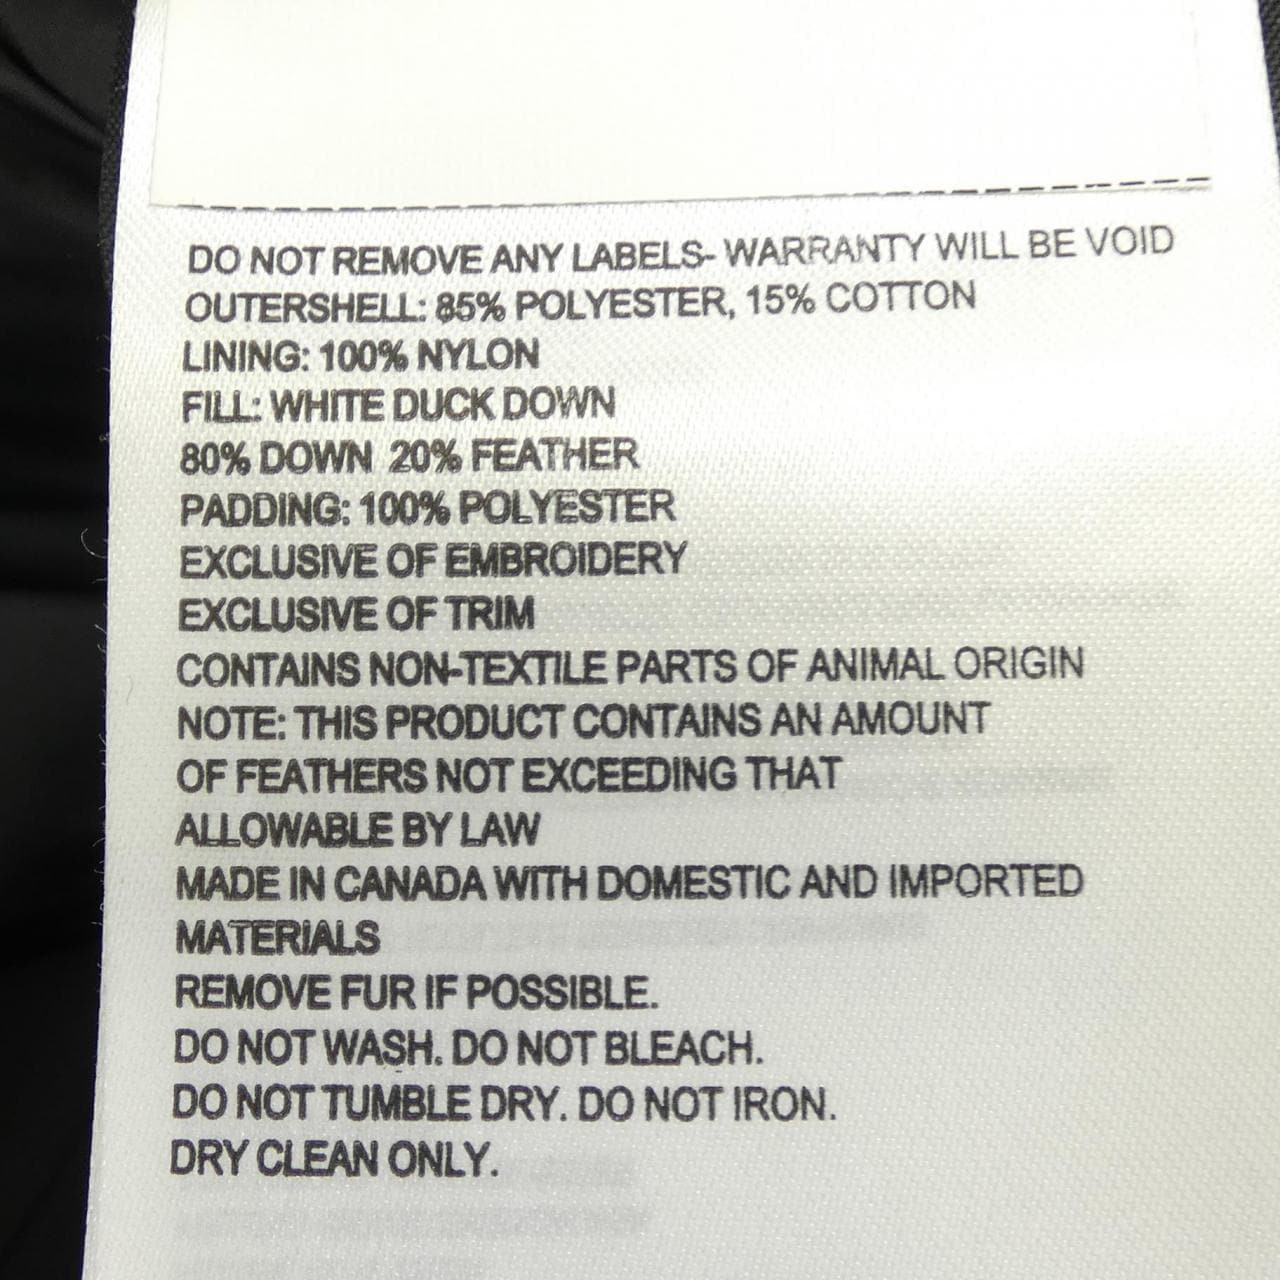 DO NOT REMOVE ANY LABELS- WARRANTY WILL BE VOID
OUTERSHELL: 85% POLYESTER, 15% COTTON
LINING: 100% NYLON
FILL: WHITE DUCK DOWN
80% DOWN 20% FEATHER
PADDING: 100% POLYESTER
EXCLUSIVE OF EMBROIDERY
EXCLUSIVE OF TRIM
CONTAINS NON-TEXTILE PARTS OF ANIMAL ORIGIN
NOTE: THIS PRODUCT CONTAINS AN AMOUNT
OF FEATHERS NOT EXCEEDING THAT
ALLOWABLE BY LAW
MADE IN CANADA WITH DOMESTIC AND IMPORTED
MATERIALS
REMOVE FUR IF POSSIBLE.
DO NOT WASH. DO NOT BLEACH.
DO NOT TUMBLE DRY. DO NOT IRON.
DRY CLEAN ONLY.